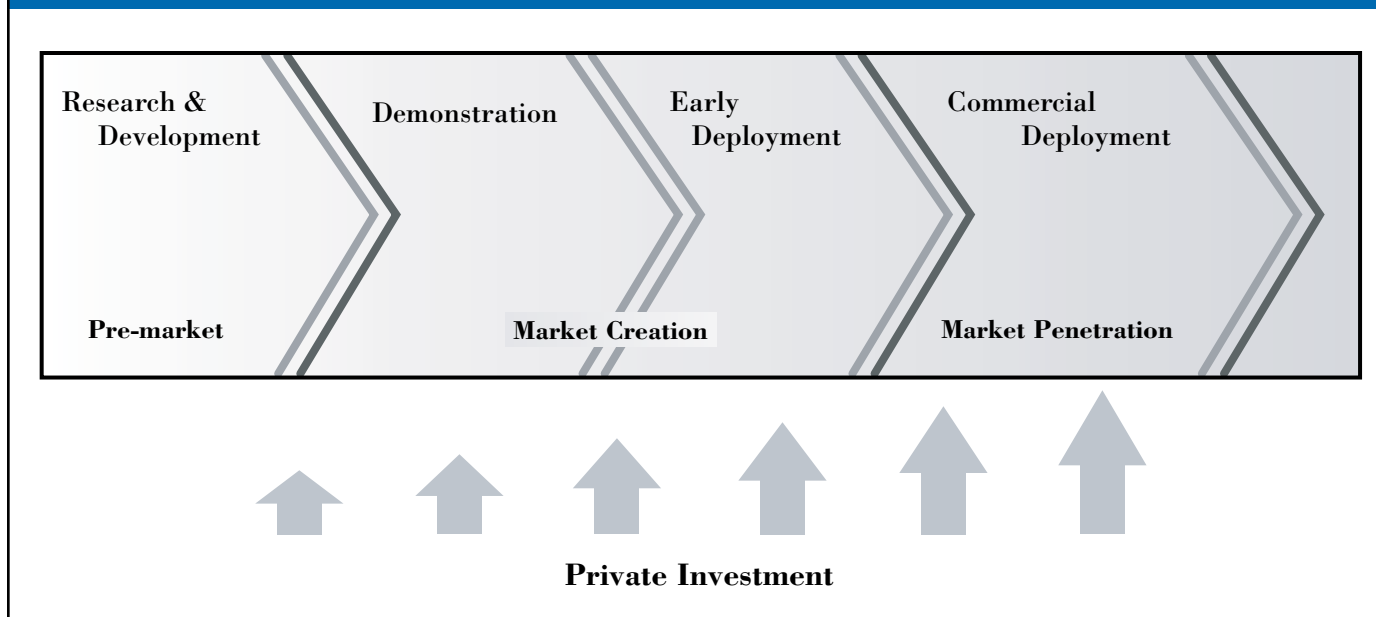 Research &
Development
Demonstration
Early
Deployment
Commercial
Deployment
Pre-market
Market Creation
Market Penetration
Private Investment